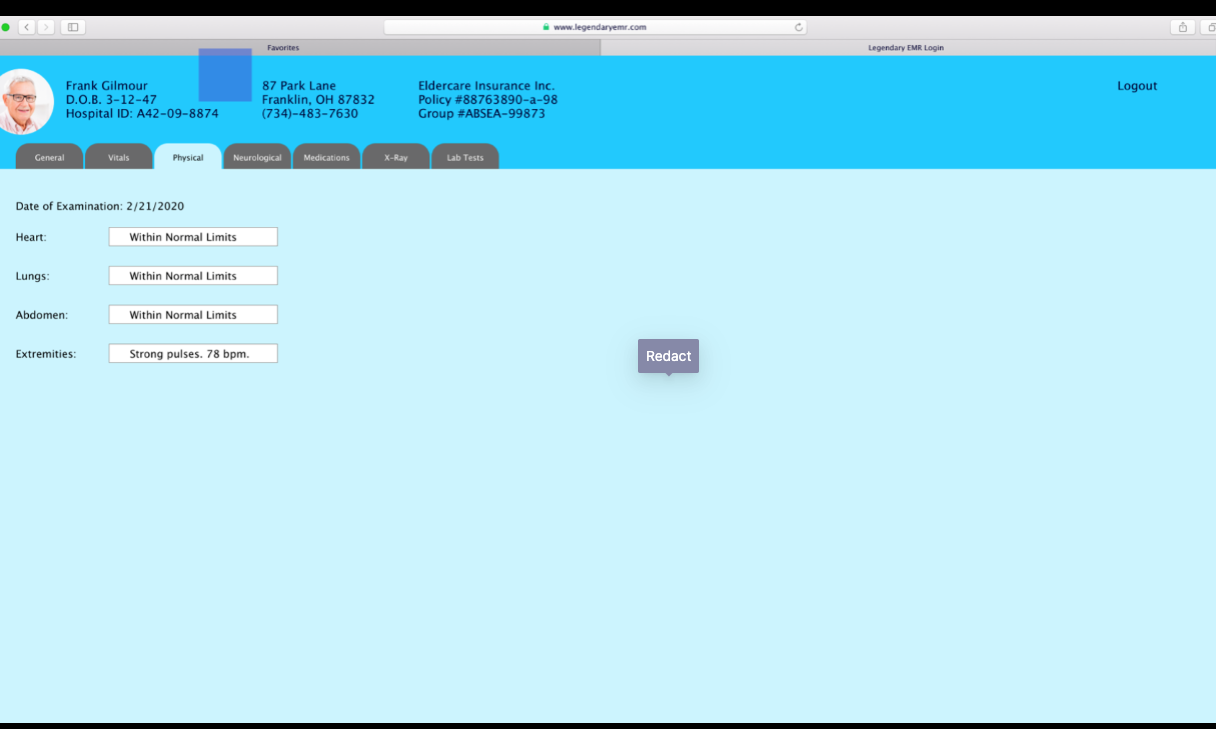 www.legendaryemr.com
Favorites
Legendary EMR Login
Frank Gilmour
D.O.B. 3-12-47
Hospital ID: A42-09-8874
87 Park Lane
Franklin, OH 87832
(734)-483-7630
Eldercare Insurance Inc.
Policy #88763890-a-98
Group #ABSEA-99873
Logout
General
Vitals
Physical
Neurological
Medications
X-Ray
Lab Tests
Date of Examination: 2/21/2020
Heart: Within Normal Limits
Lungs: Within Normal Limits
Abdomen: Within Normal Limits
Extremities: Strong pulses. 78 bpm.
Redact